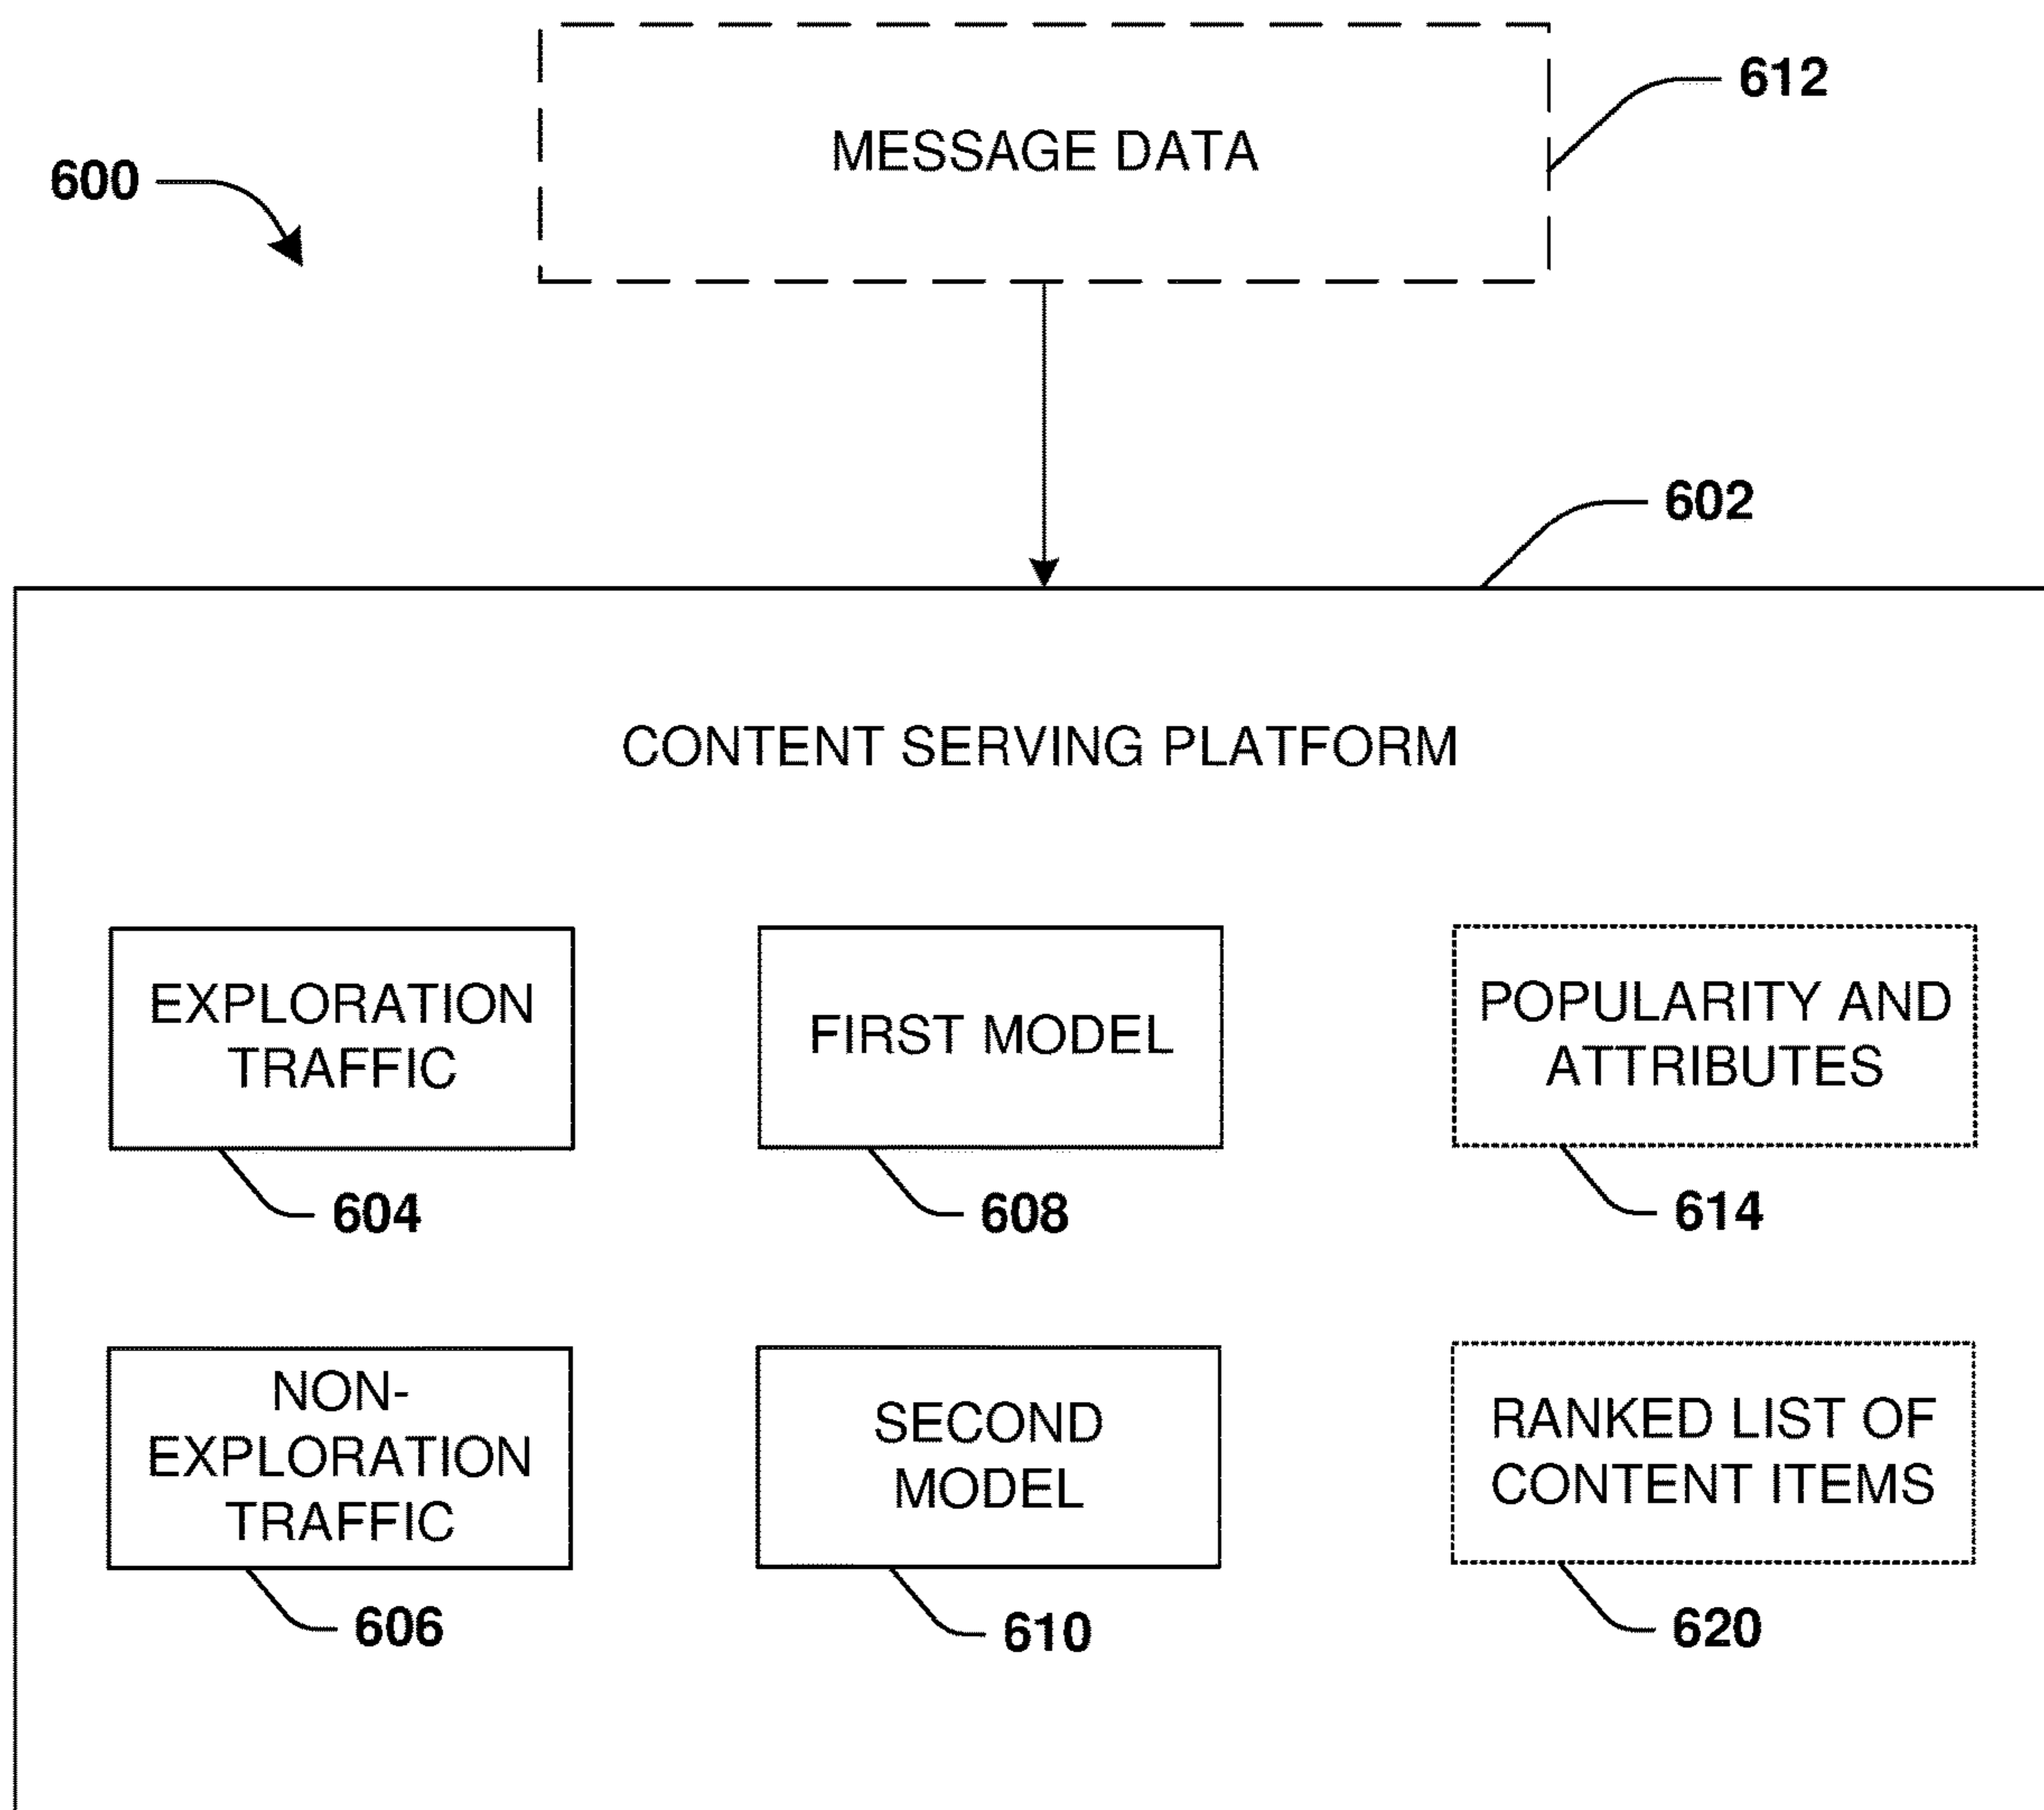 612
MESSAGE DATA
600
602
CONTENT SERVING PLATFORM
EXPLORATION
TRAFFIC
604
FIRST MODEL
608
POPULARITY AND
ATTRIBUTES
614
NON-
EXPLORATION
TRAFFIC
606
SECOND
MODEL
610
RANKED LIST OF
CONTENT ITEMS
620